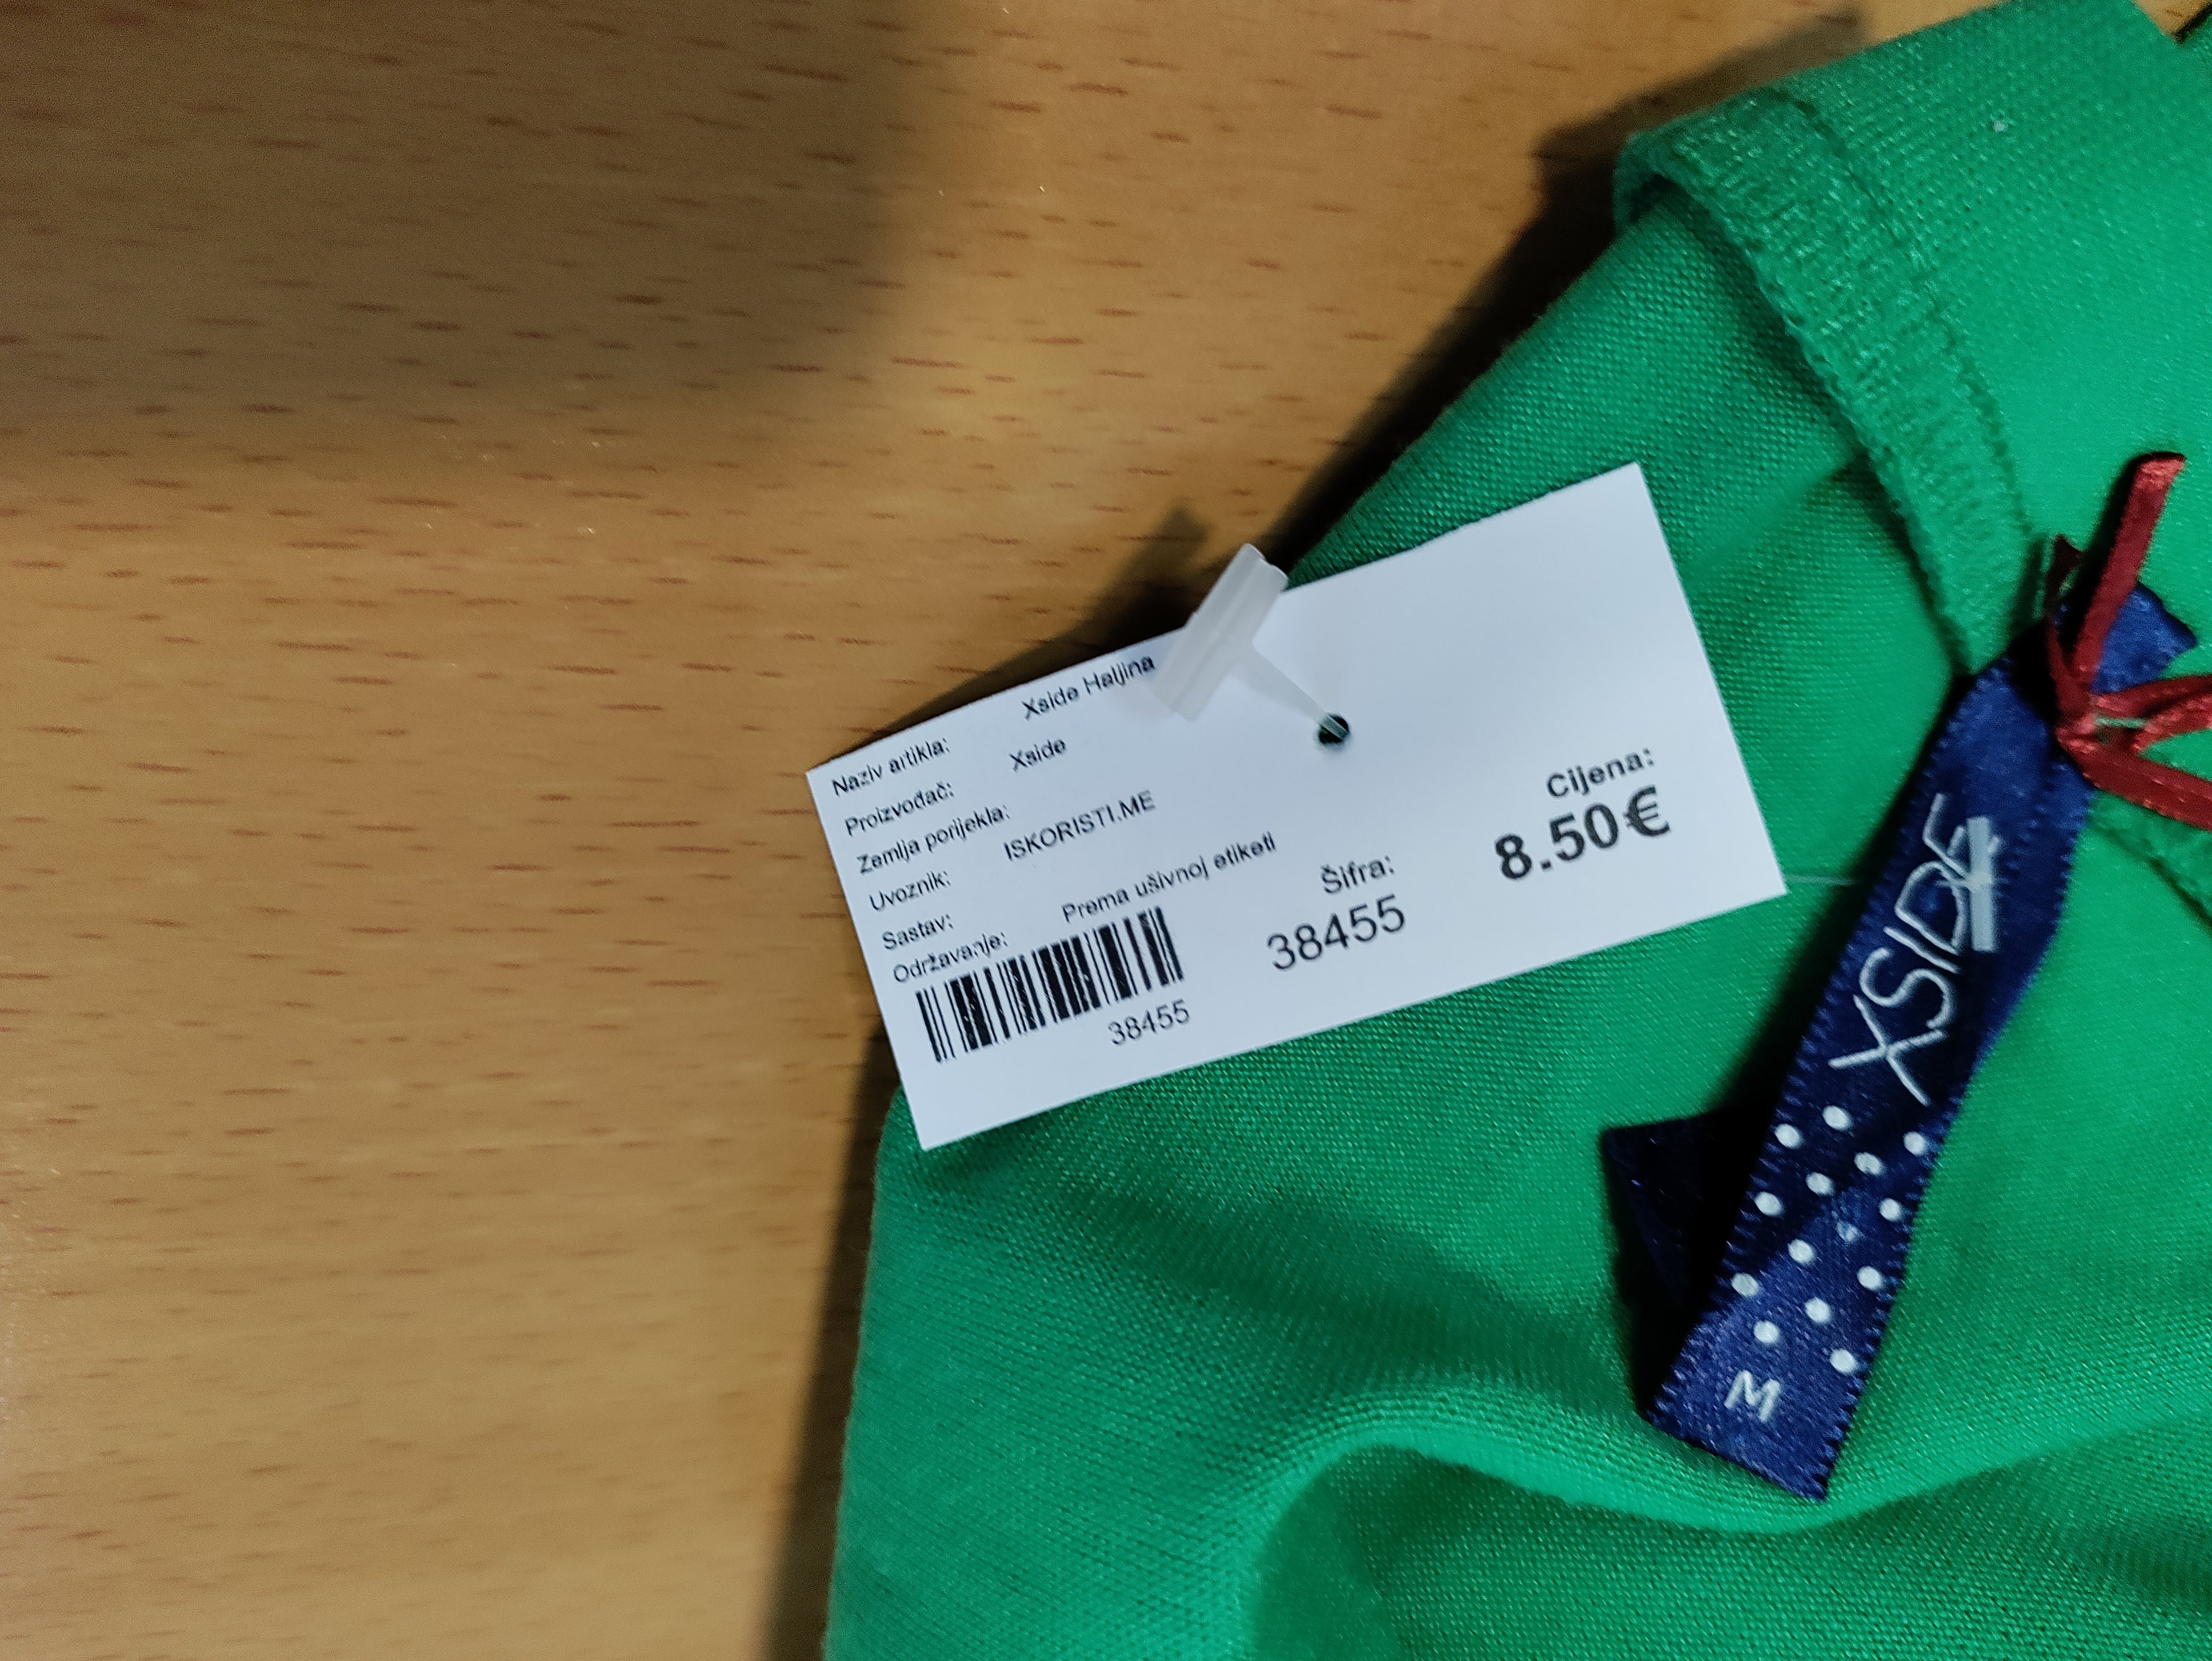 Naziv artikla: Xside Haljina
Proizvođač: Xside
Zemlja porijekla:
Uvoznik: ISKORISTI.ME
Sastav:
Održavanje: Prema ušivnoj etiketi
38455
Šifra:
38455
Cijena:
8.50€
XSIDE
M